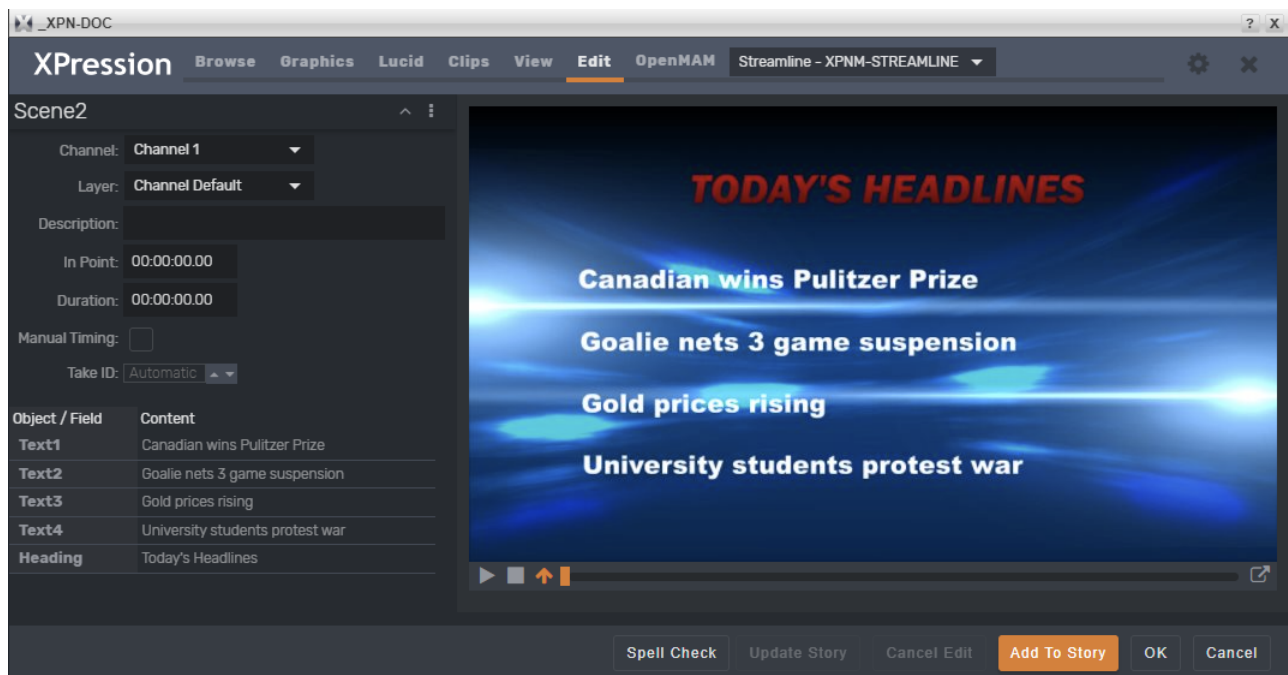 _XPN-DOC ? X
XPression Browse Graphics Lucid Clips View Edit OpenMAM Streamline - XPNM-STREAMLINE
Scene2
Channel: Channel 1
Layer: Channel Default
Description:
In Point: 00:00:00.00
Duration: 00:00:00.00
Manual Timing:
Take ID: Automatic
Object / Field Content
Text1 Canadian wins Pulitzer Prize
Text2 Goalie nets 3 game suspension
Text3 Gold prices rising
Text4 University students protest war
Heading Today's Headlines
TODAY'S HEADLINES
Canadian wins Pulitzer Prize
Goalie nets 3 game suspension
Gold prices rising
University students protest war
Spell Check Update Story Cancel Edit Add To Story OK Cancel